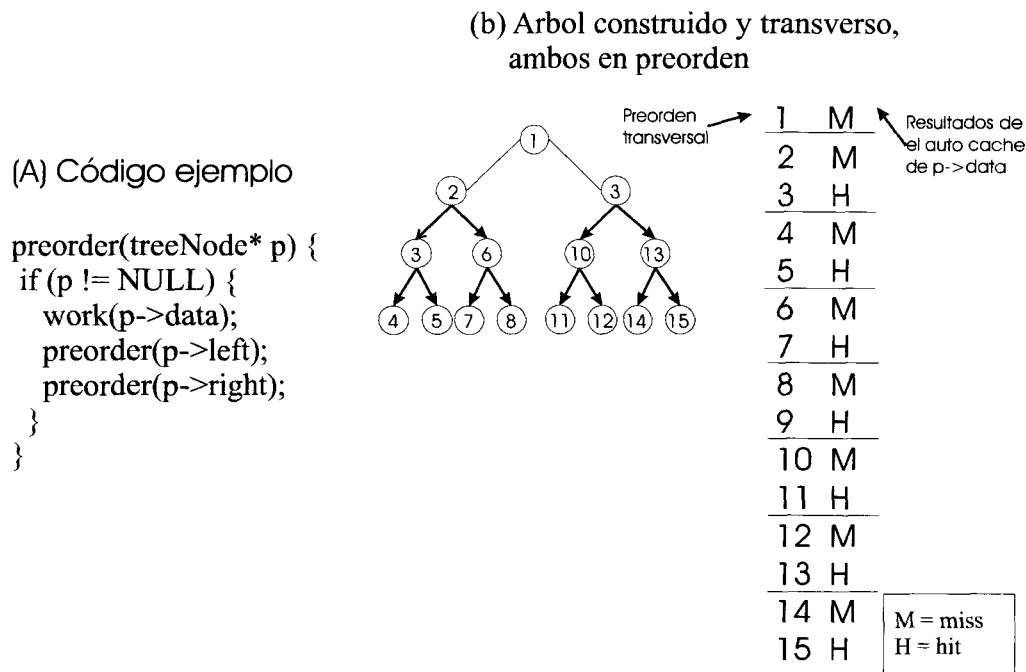 (b) Arbol construido y transverso,
ambos en preorden
(A) Código ejemplo
preorder(treeNode* p) {
if (p != NULL) {
work(p->data);
preorder(p->left);
preorder(p->right);
}
}
1
2
3
3
6
10
13
4
5
7
8
11
12
14
15
Preorden
transversal
1 M
2 M
3 H
4 M
5 H
6 M
7 H
8 M
9 H
10 M
11 H
12 M
13 H
14 M
15 H
Resultados de
el auto cache
de p->data
M = miss
H = hit